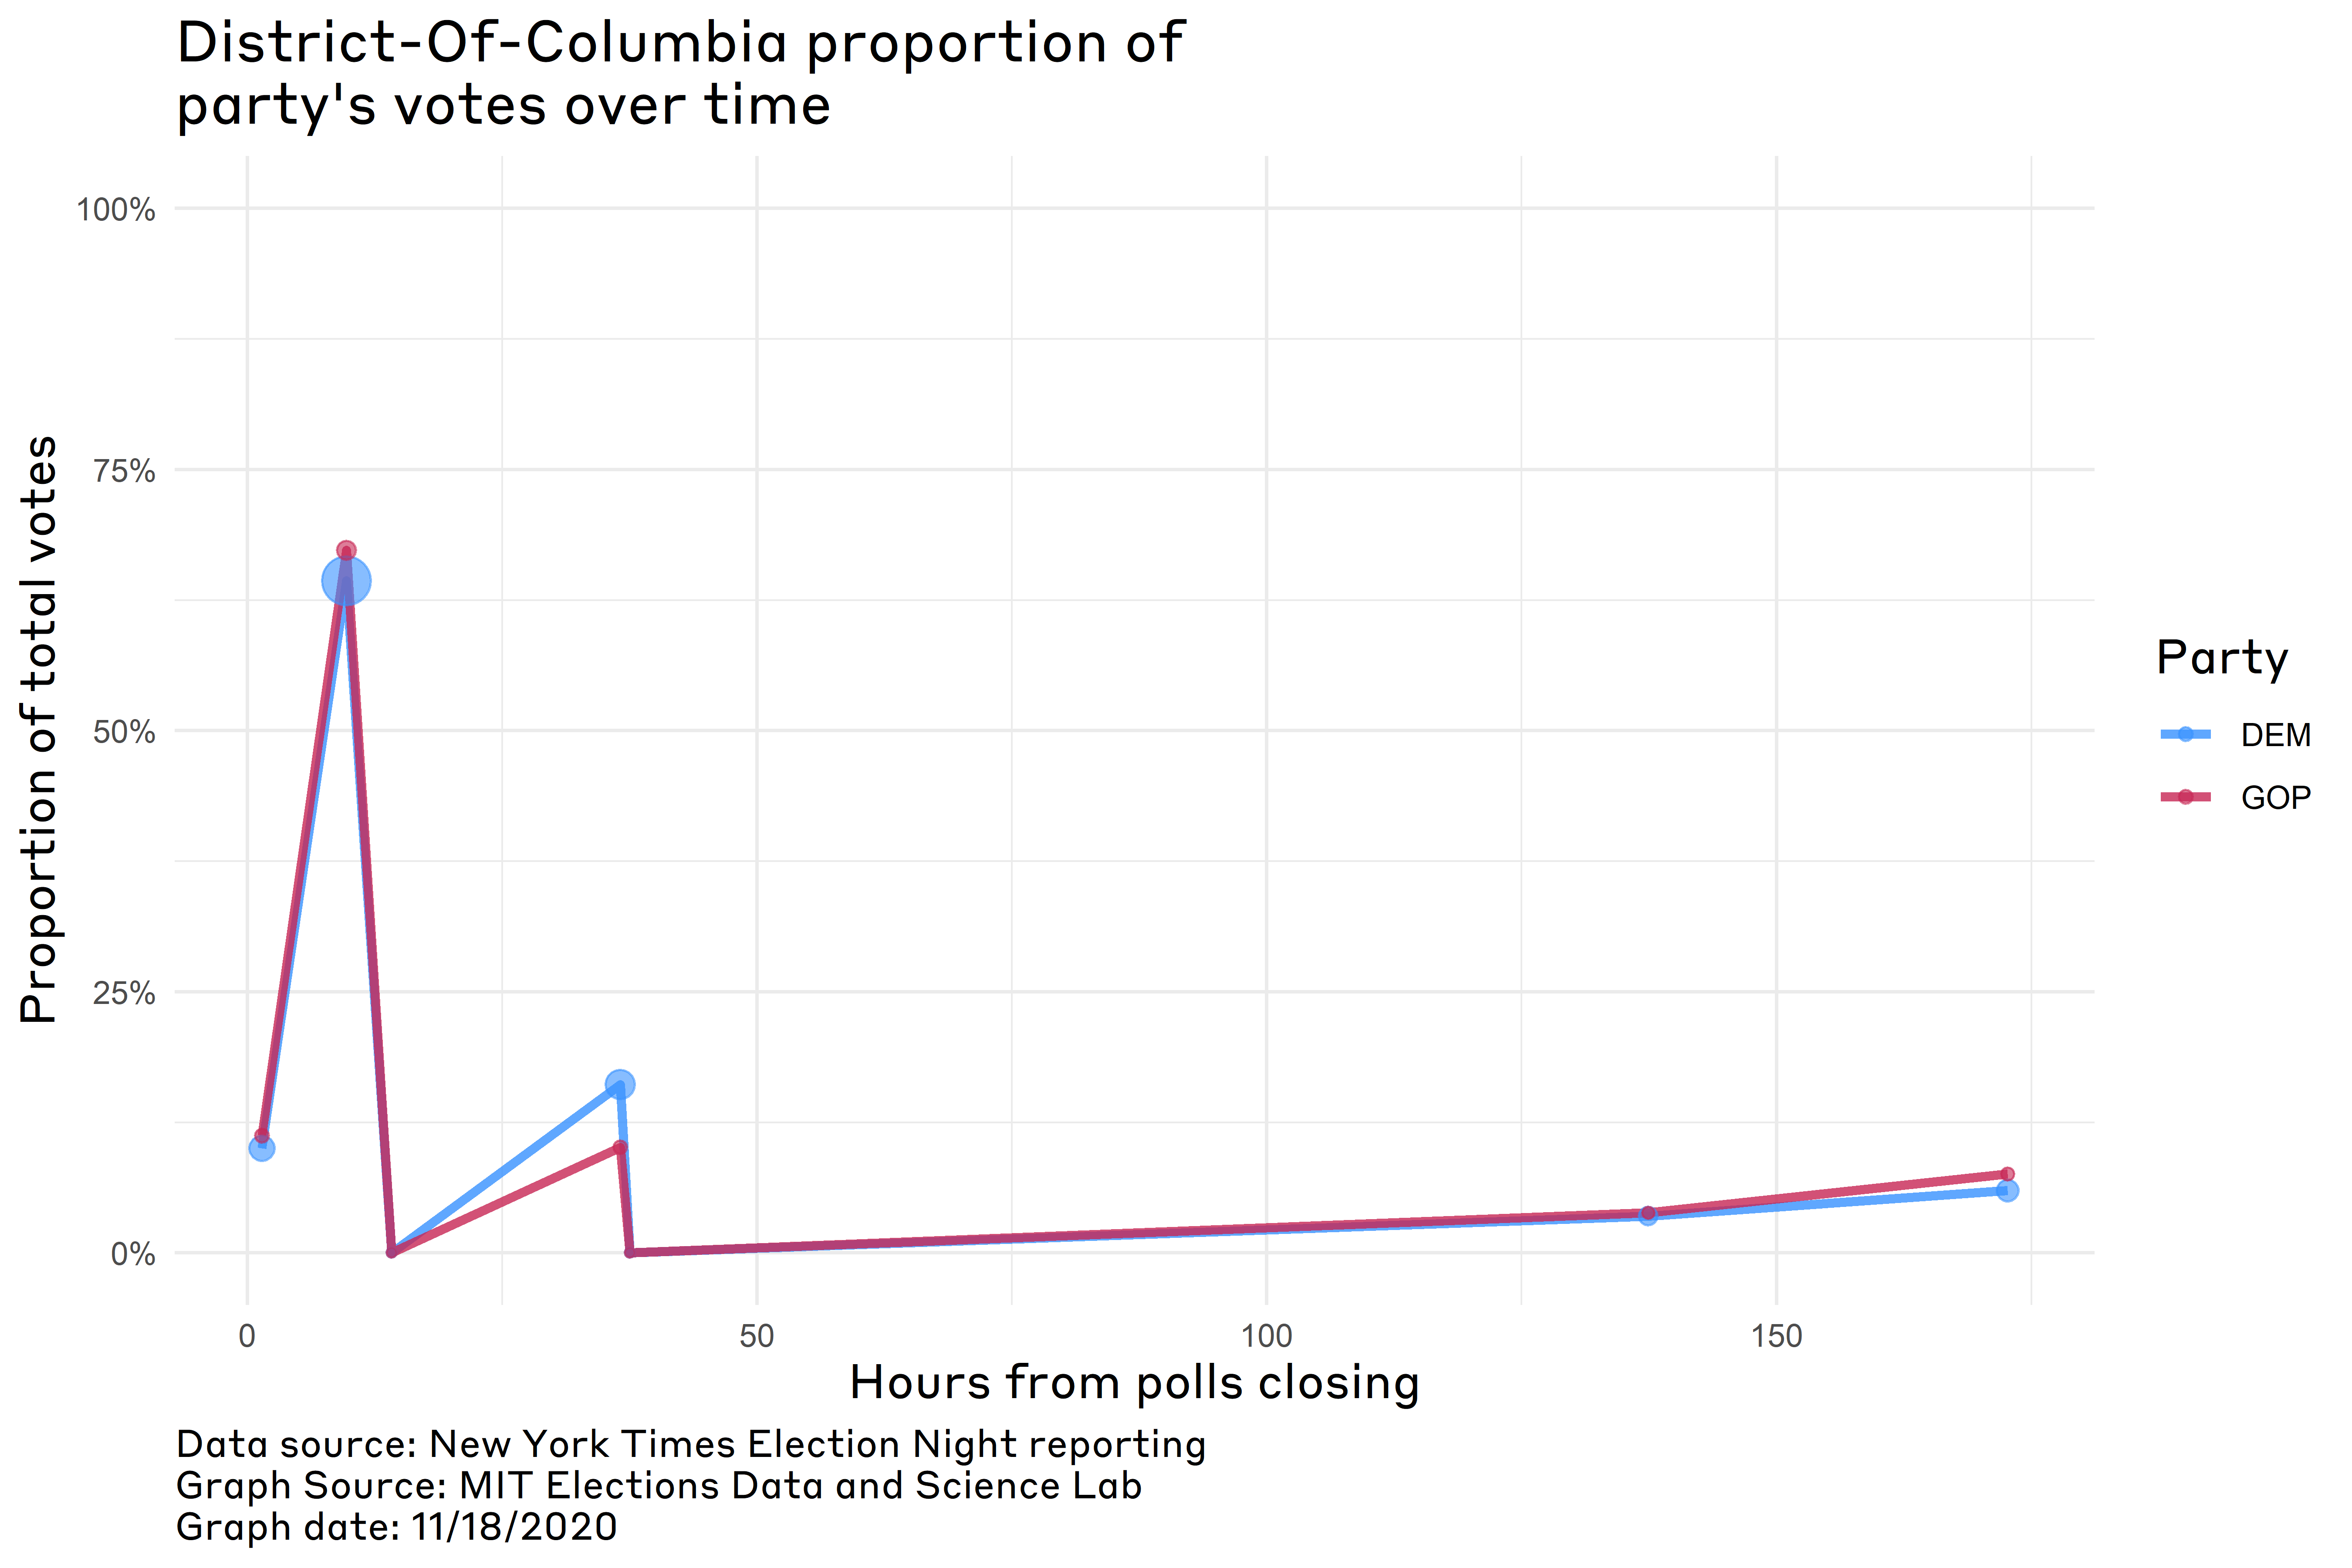 District-Of-Columbia proportion of
party's votes over time
Proportion of total votes
100%
75%
50%
25%
0%
0
50
100
150
Hours from polls closing
Party
DEM
GOP
Data source: New York Times Election Night reporting
Graph Source: MIT Elections Data and Science Lab
Graph date: 11/18/2020